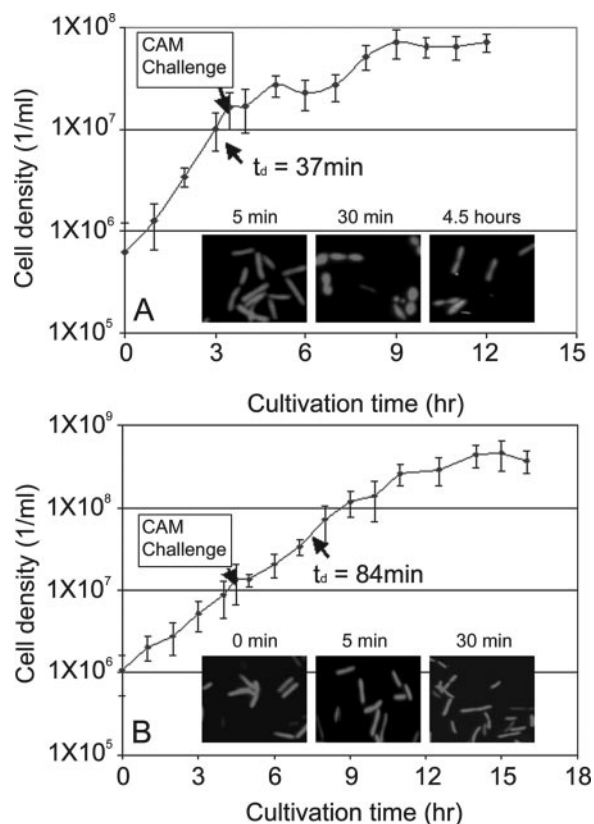 1X10⁸
1X10⁷
1X10⁶
1X10⁵
Cell density (1/ml)
CAM
Challenge
t_d = 37min
5 min 30 min 4.5 hours
A
0 3 6 9 12 15
Cultivation time (hr)
1X10⁹
1X10⁸
1X10⁷
1X10⁶
1X10⁵
Cell density (1/ml)
CAM
Challenge
t_d = 84min
0 min 5 min 30 min
B
0 3 6 9 12 15 18
Cultivation time (hr)